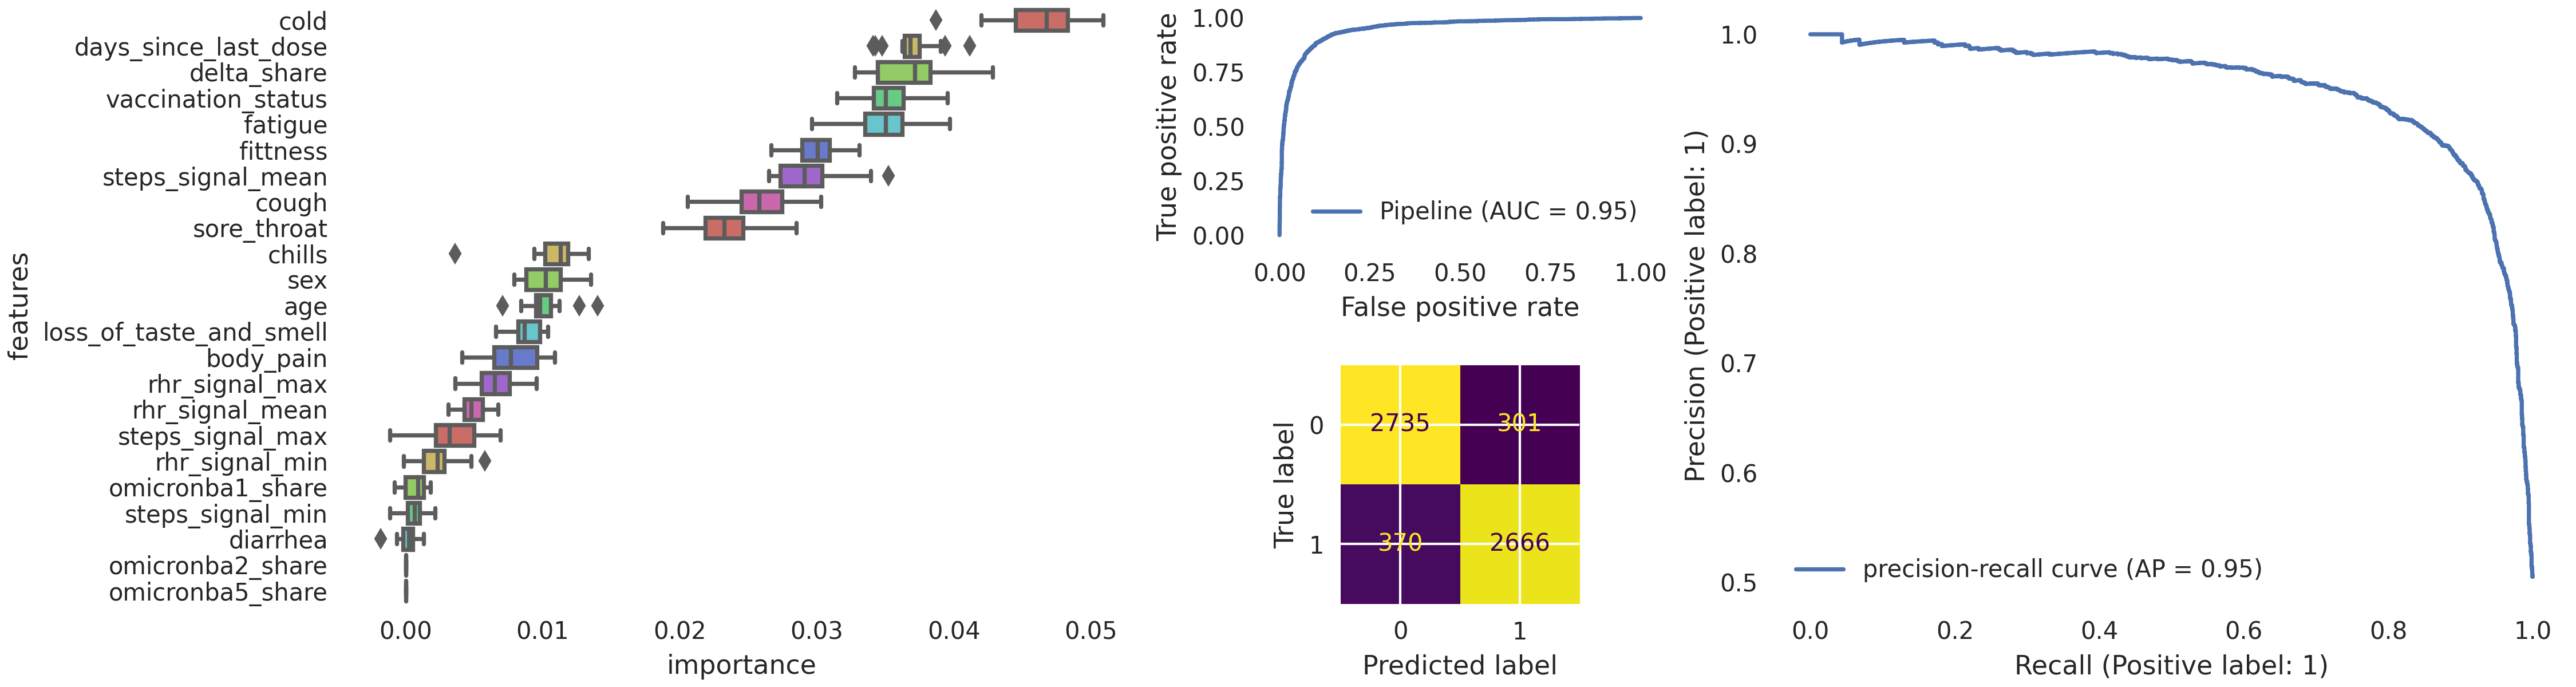 features
cold
days_since_last_dose
delta_share
vaccination_status
fatigue
fittness
steps_signal_mean
cough
sore_throat
chills
sex
age
loss_of_taste_and_smell
body_pain
rhr_signal_max
rhr_signal_mean
steps_signal_max
rhr_signal_min
omicronba1_share
steps_signal_min
diarrhea
omicronba2_share
omicronba5_share
0.00 0.01 0.02 0.03 0.04 0.05
importance
True positive rate
1.00
0.75
0.50
0.25
0.00
Pipeline (AUC = 0.95)
0.00 0.25 0.50 0.75 1.00
False positive rate
True label
0
1
2735 301
370 2666
0 1
Predicted label
Precision (Positive label: 1)
1.0
0.9
0.8
0.7
0.6
0.5
precision-recall curve (AP = 0.95)
0.0 0.2 0.4 0.6 0.8 1.0
Recall (Positive label: 1)